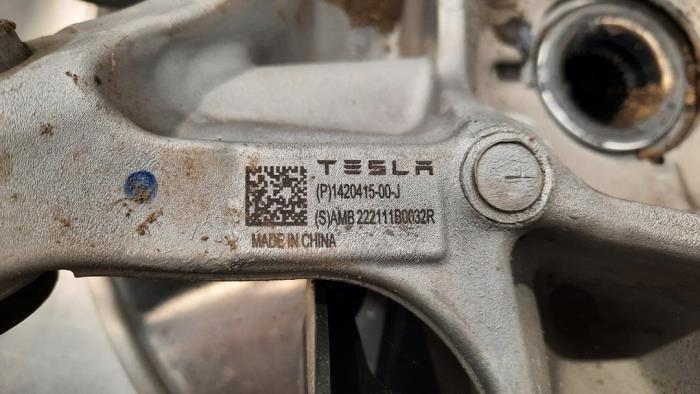 TESLA
(P)1420415-00-J
(S)AMB 222111B0032R
MADE IN CHINA